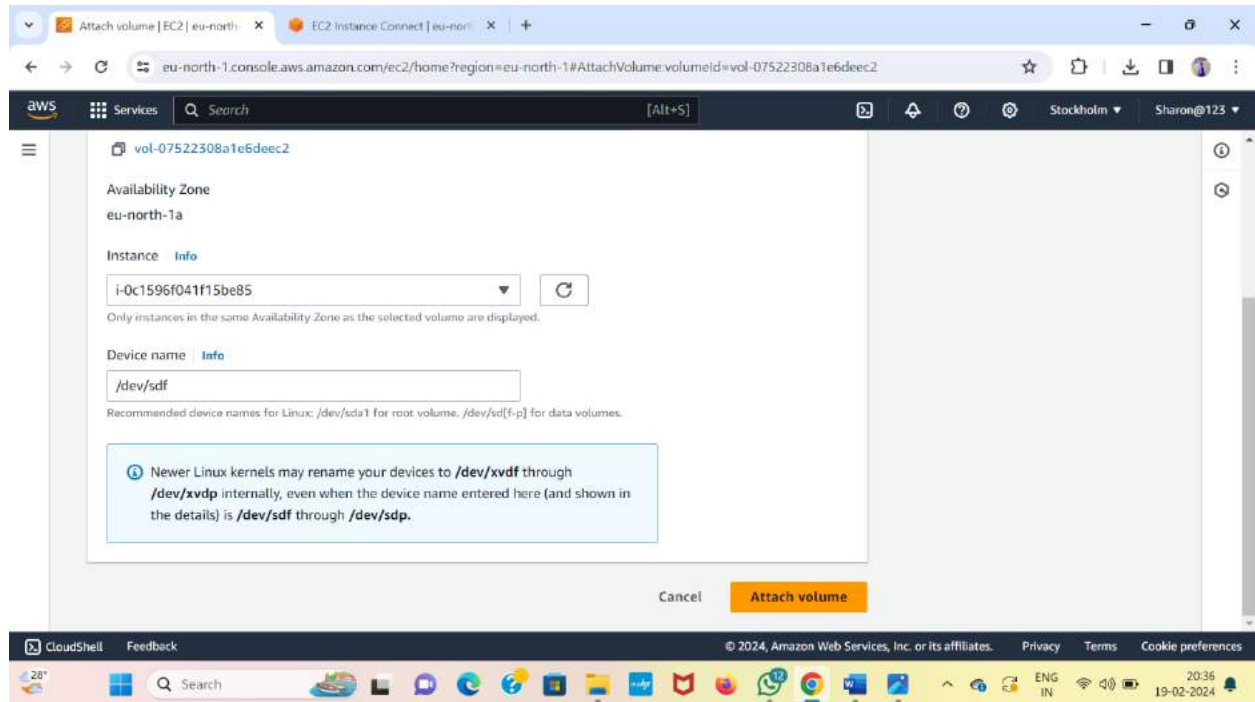 Attach volume | EC2 | eu-north-
EC2 Instance Connect | eu-nor
eu-north-1.console.aws.amazon.com/ec2/home?region=eu-north-1#AttachVolume:volumeId=vol-07522308a1e6deec2
aws Services Search [Alt+S] Stockholm Sharon@123
vol-07522308a1e6deec2
Availability Zone
eu-north-1a
Instance Info
i-0c1596f041f15be85
Only instances in the same Availability Zone as the selected volume are displayed.
Device name Info
/dev/sdf
Recommended device names for Linux: /dev/sda1 for root volume. /dev/sd[f-p] for data volumes.
Newer Linux kernels may rename your devices to /dev/xvdf through
/dev/xvdp internally, even when the device name entered here (and shown in
the details) is /dev/sdf through /dev/sdp.
Cancel Attach volume
CloudShell Feedback © 2024, Amazon Web Services, Inc. or its affiliates. Privacy Terms Cookie preferences
28° Search 12 ENG 20:36
IN 19-02-2024